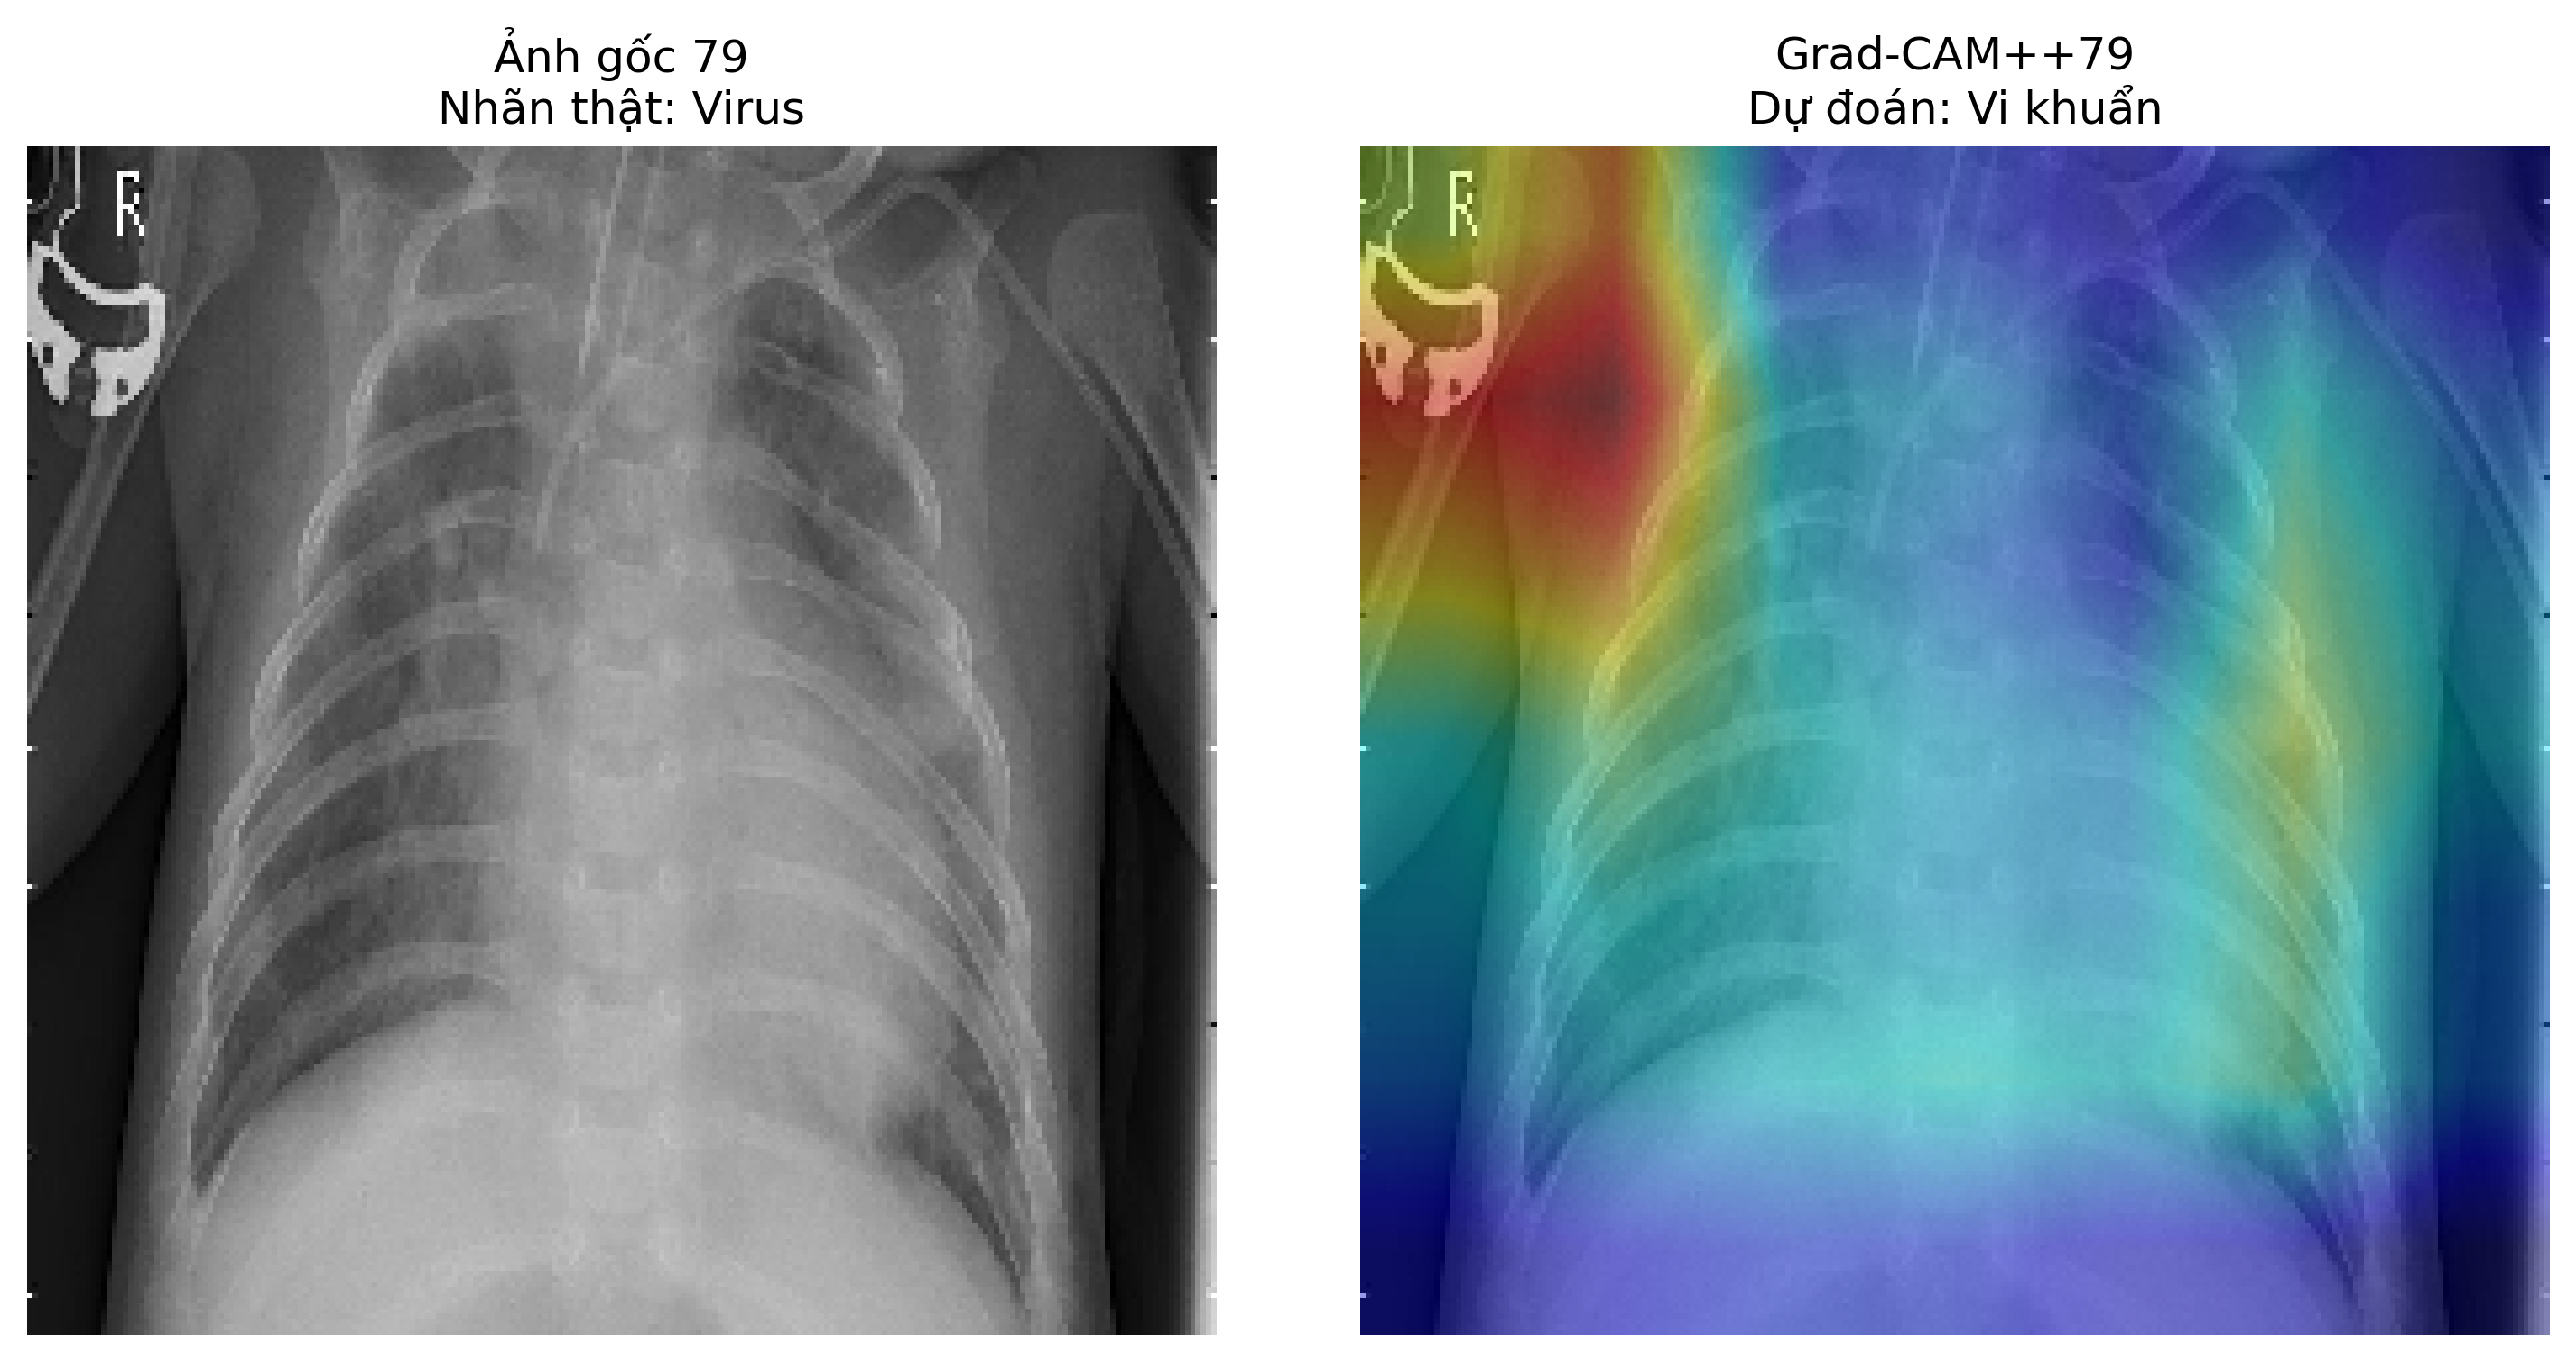 Ảnh gốc 79
Nhãn thật: Virus
Grad-CAM++79
Dự đoán: Vi khuẩn
R
R